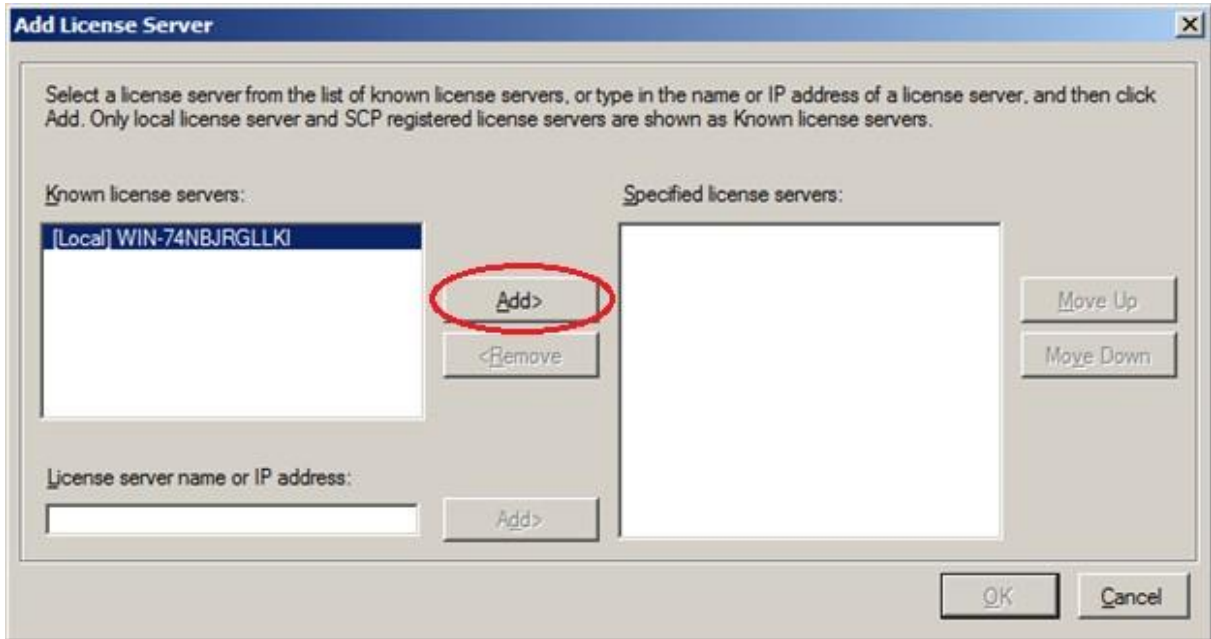 Add License Server
Select a license server from the list of known license servers, or type in the name or IP address of a license server, and then click
Add. Only local license server and SCP registered license servers are shown as Known license servers.
Known license servers:
Specified license servers:
[Local] WIN-74NBJRGLLKI
Add>
Move Up
<Remove
Move Down
License server name or IP address:
Add>
OK
Cancel